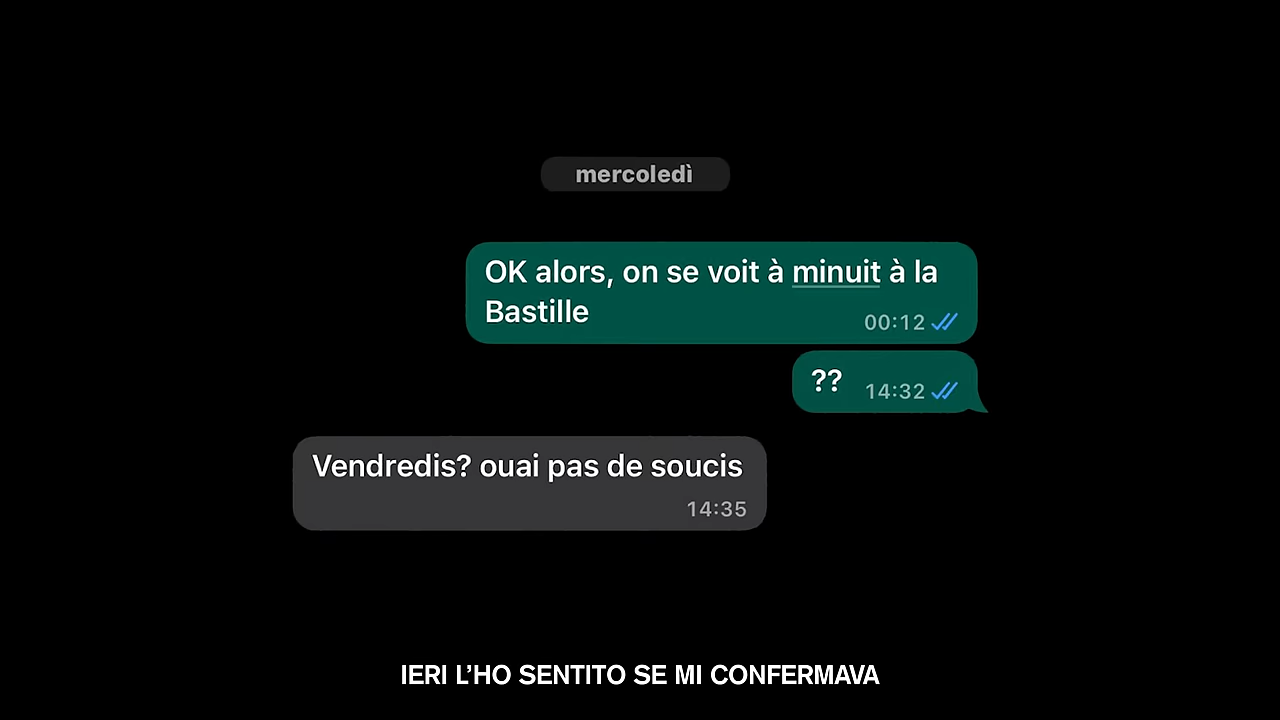 mercoledì
OK alors, on se voit à minuit à la
Bastille
00:12
??
14:32
Vendredis? ouai pas de soucis
14:35
IERI L'HO SENTITO SE MI CONFERMAVA